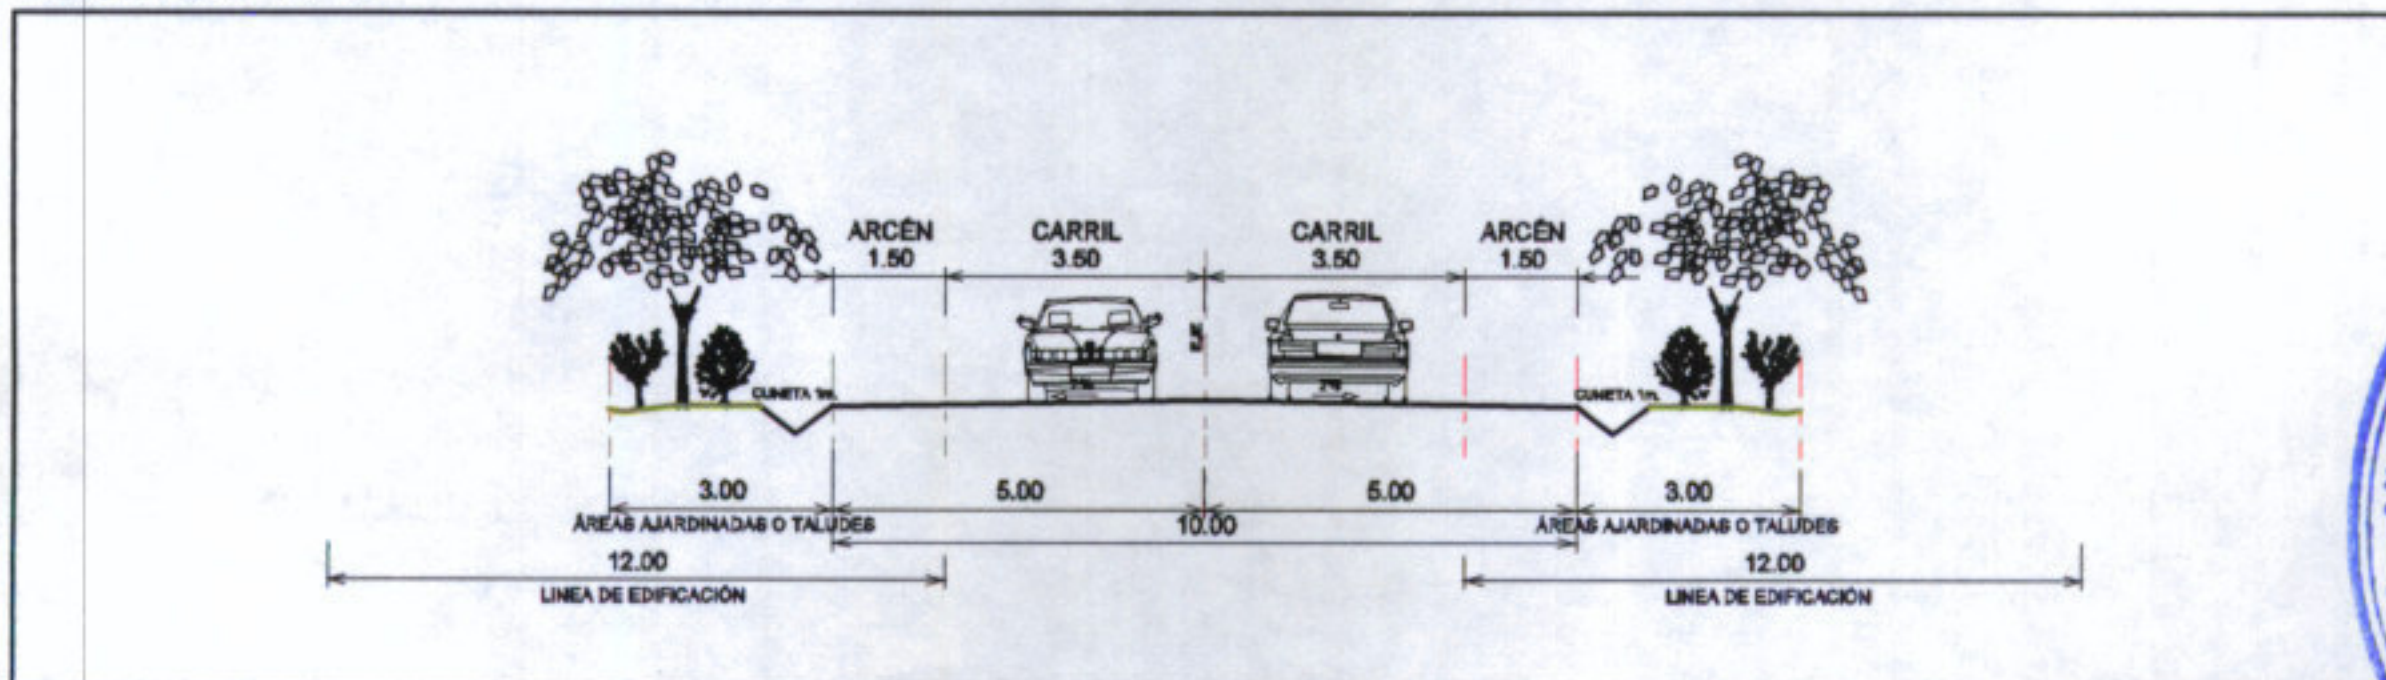 ARCÉN CARRIL CARRIL ARCÉN
1.50 3.50 3.50 1.50
EJE
CUNETA 1m. CUNETA 1m.
3.00 5.00 5.00 3.00
ÁREAS AJARDINADAS O TALUDES 10.00 ÁREAS AJARDINADAS O TALUDES
12.00 12.00
LINEA DE EDIFICACIÓN LINEA DE EDIFICACIÓN